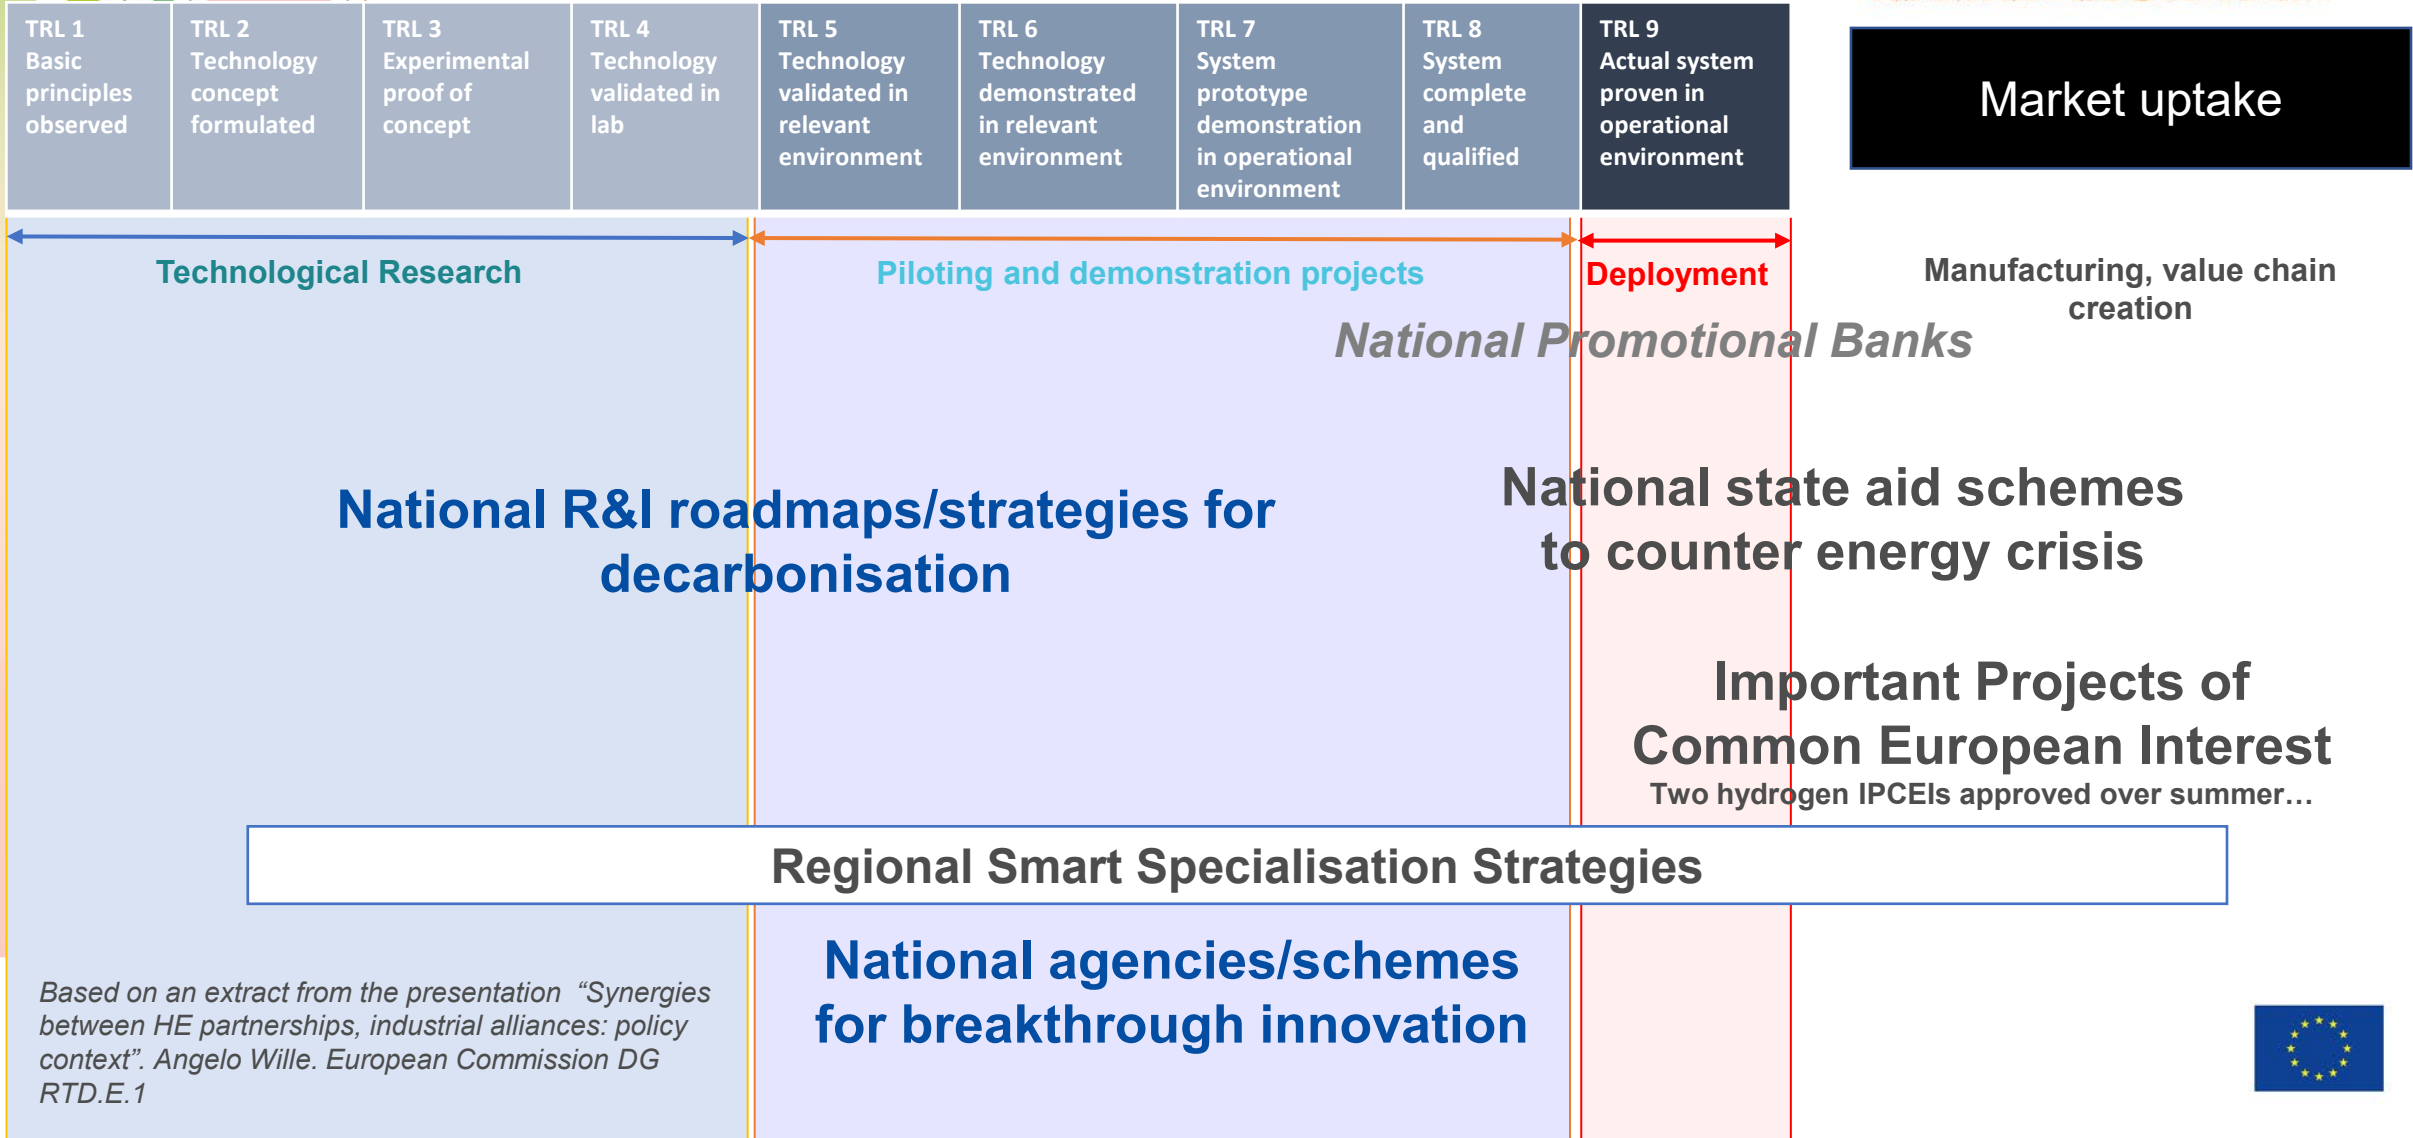 TRL 1
Basic
principles
observed
TRL 2
Technology
concept
formulated
TRL 3
Experimental
proof of
concept
TRL 4
Technology
validated in
lab
TRL 5
Technology
validated in
relevant
environment
TRL 6
Technology
demonstrated
in relevant
environment
TRL 7
System
prototype
demonstration
in operational
environment
TRL 8
System
complete
and
qualified
TRL 9
Actual system
proven in
operational
environment
Market uptake
Technological Research
Piloting and demonstration projects
Deployment
Manufacturing, value chain
creation
National Promotional Banks
National R&I roadmaps/strategies for
decarbonisation
National state aid schemes
to counter energy crisis
Important Projects of
Common European Interest
Two hydrogen IPCEIs approved over summer…
Regional Smart Specialisation Strategies
National agencies/schemes
for breakthrough innovation
Based on an extract from the presentation “Synergies
between HE partnerships, industrial alliances: policy
context”. Angelo Wille. European Commission DG
RTD.E.1